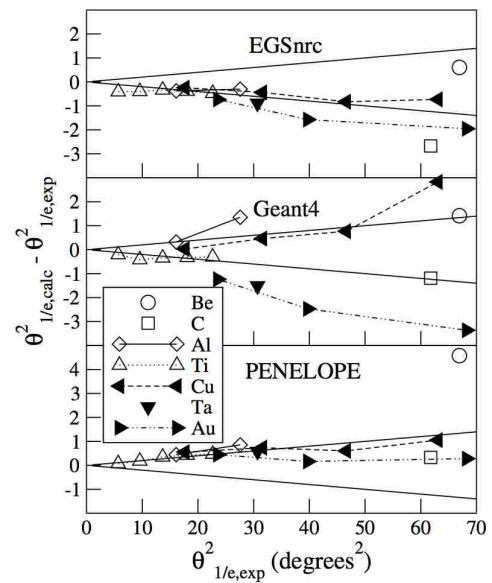 EGSnrc
2
1
0
-1
-2
-3
Geant4
2
1
0
-1
-2
-3
θ²1/e,calc - θ²1/e,exp
Be
C
Al
Ti
Cu
Ta
Au
PENELOPE
4
3
2
1
0
-1
0 10 20 30 40 50 60 70
θ²1/e,exp (degrees²)